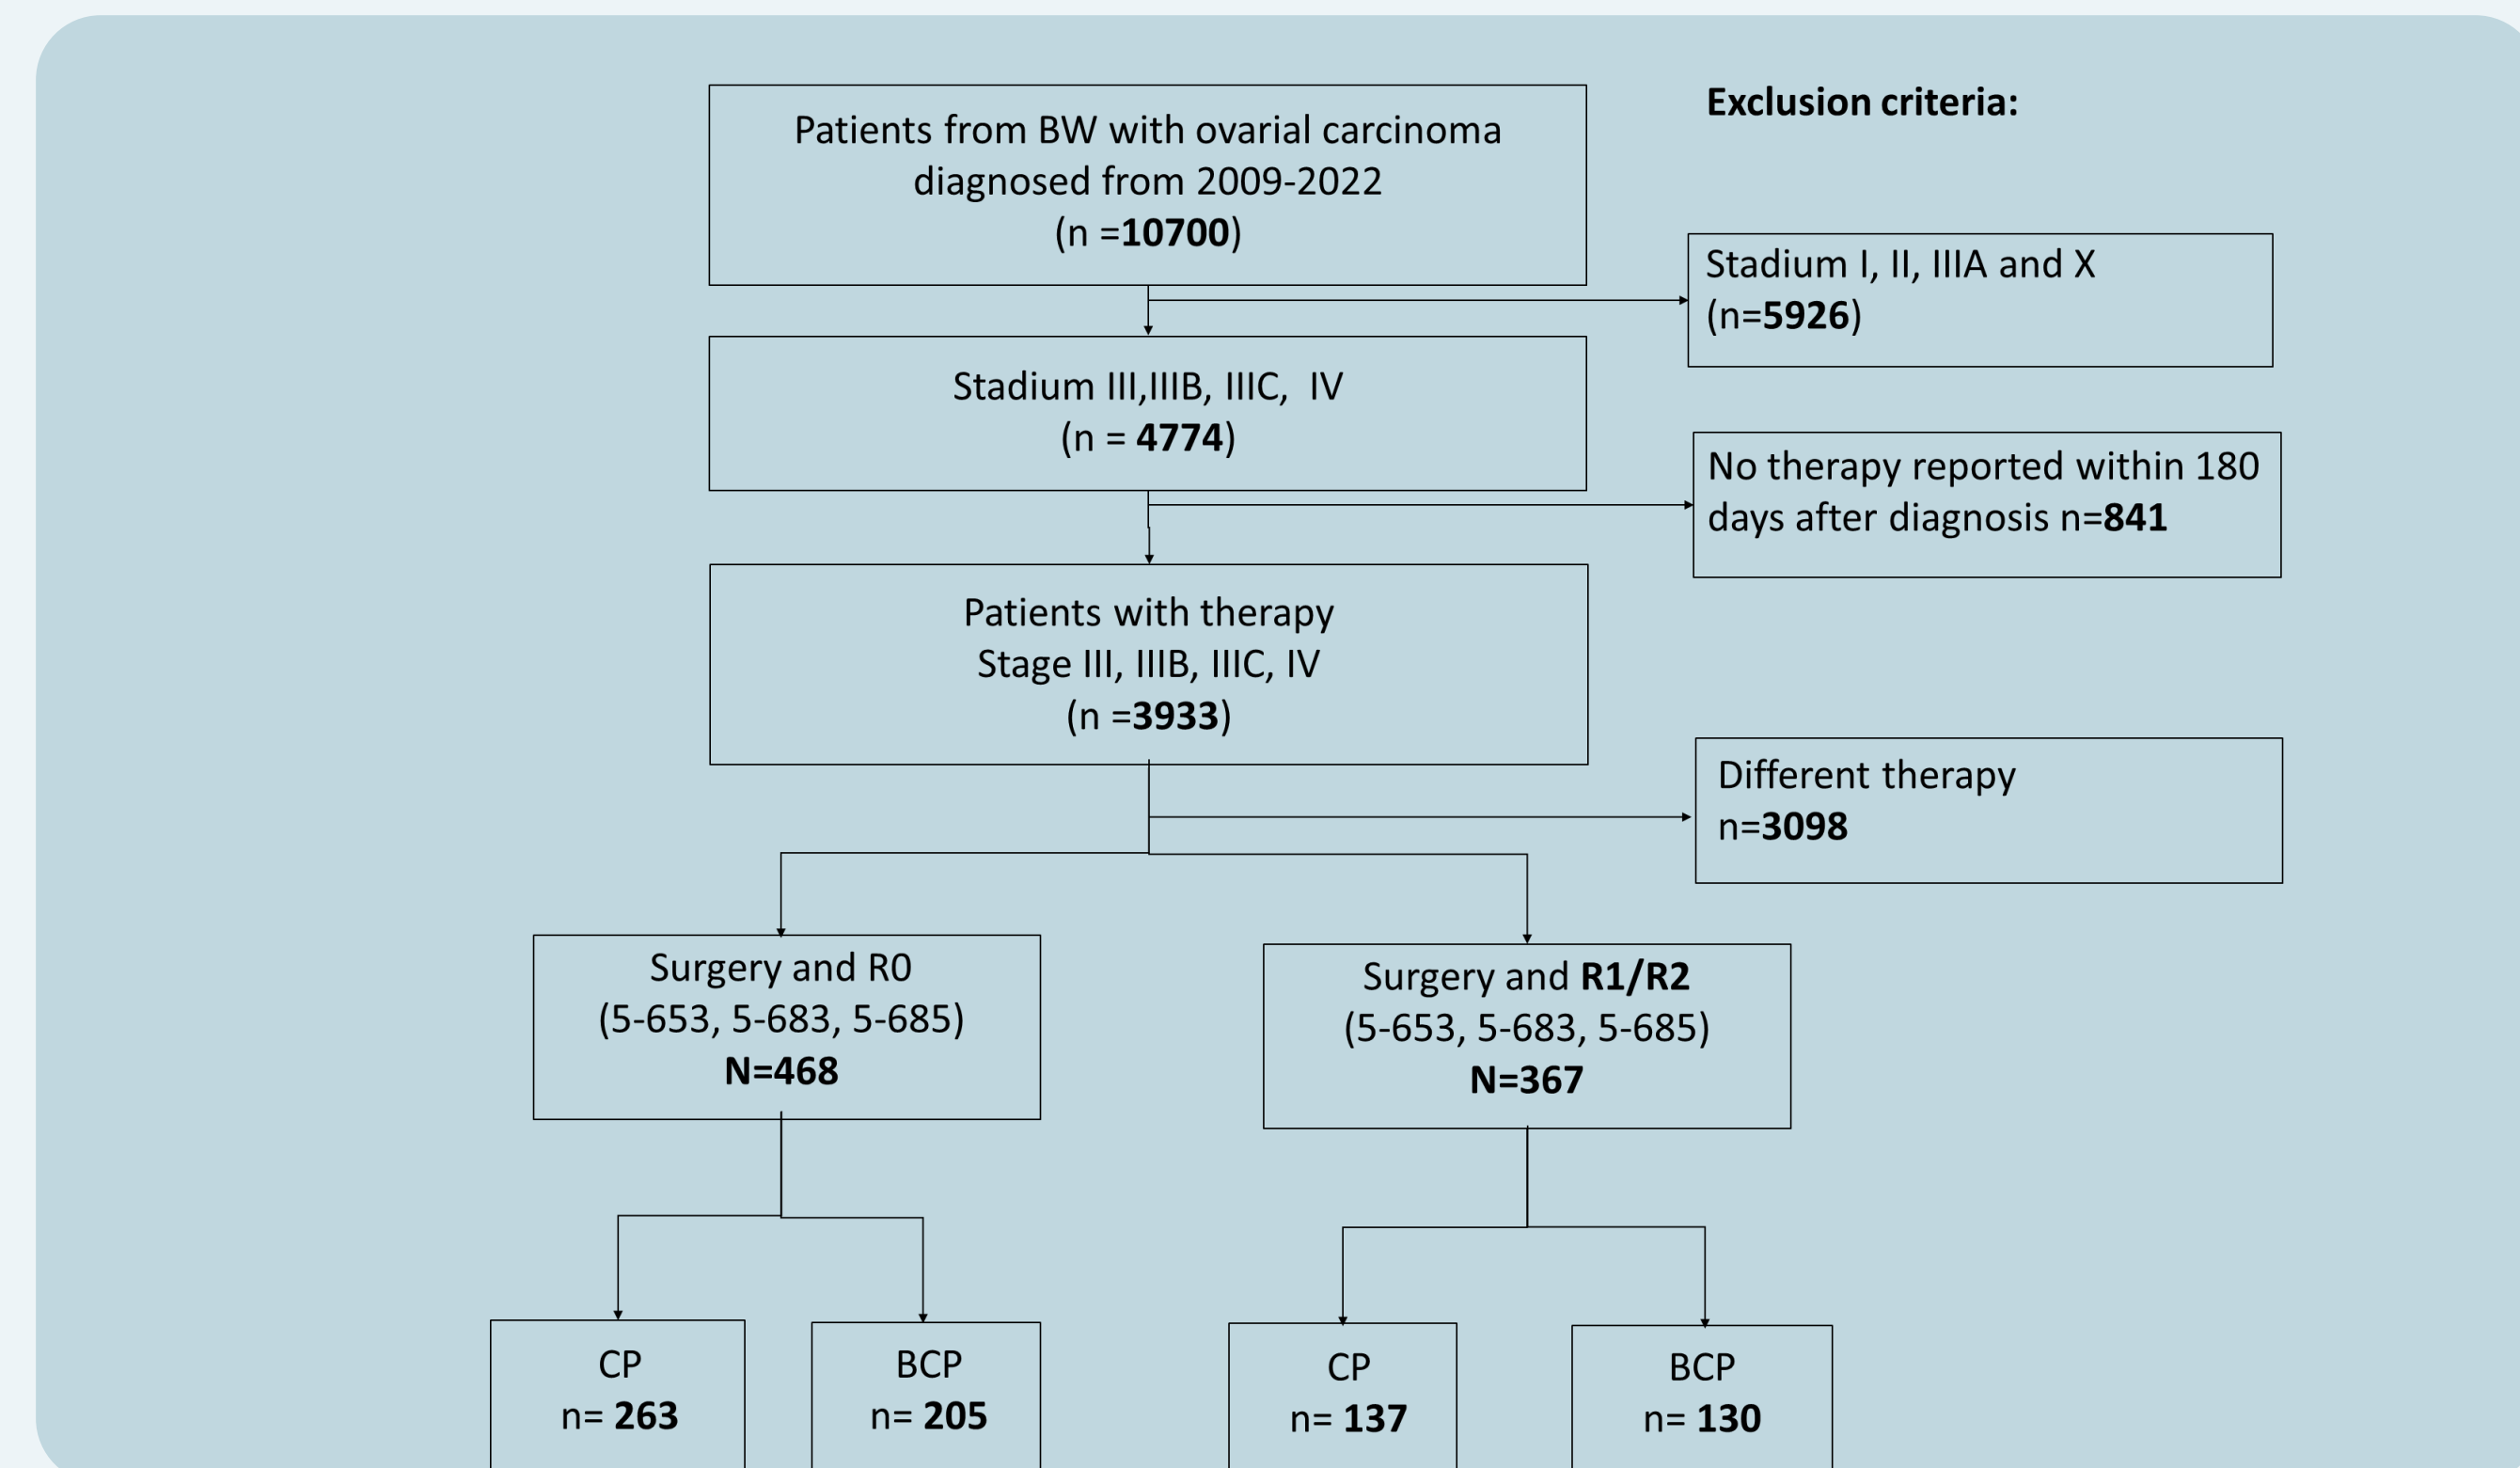 Patients from BW with ovarial carcinoma
diagnosed from 2009-2022
(n =10700)
Exclusion criteria:
Stadium I, II, IIIA and X
(n=5926)
Stadium III,IIIB, IIIC,  IV
(n = 4774)
No therapy reported within 180
days after diagnosis n=841
Patients with therapy
Stage III, IIIB, IIIC, IV
(n =3933)
Different therapy
n=3098
Surgery and R0
(5-653, 5-683, 5-685)
N=468
Surgery and R1/R2
(5-653, 5-683, 5-685)
N=367
CP
n= 263
BCP
n= 205
CP
n= 137
BCP
n= 130